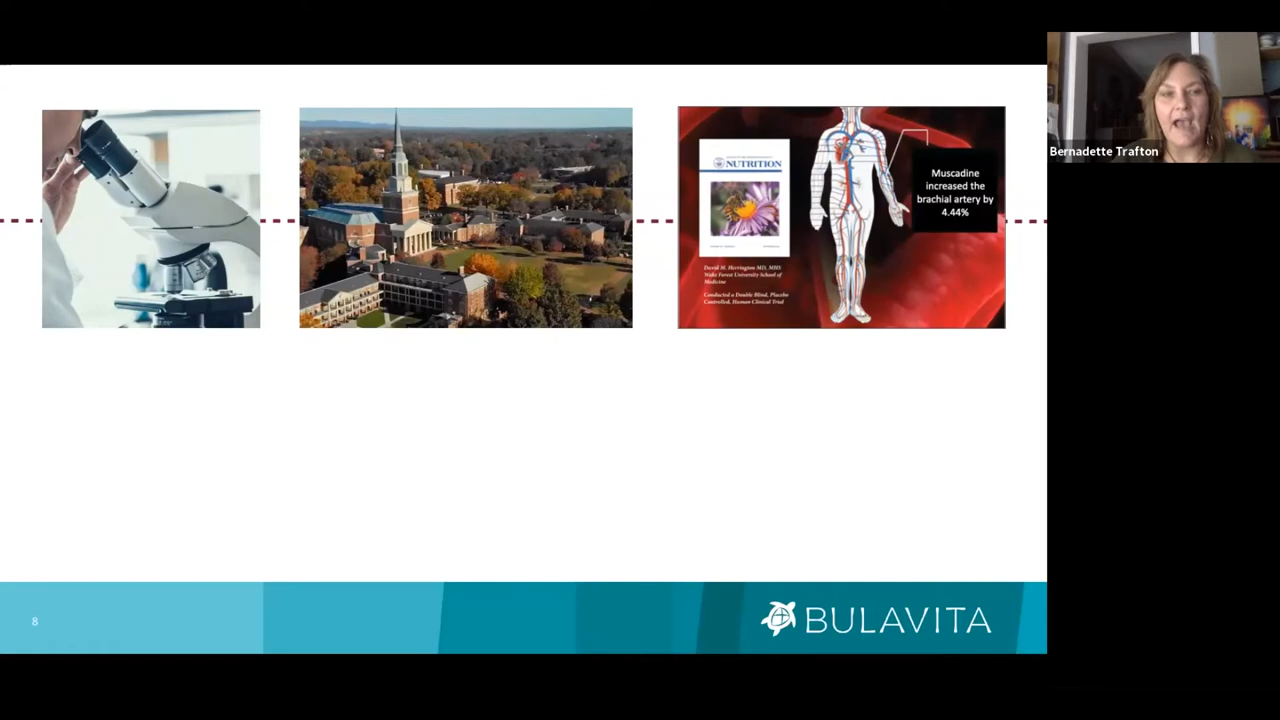 Bernadette Trafton
NUTRITION
Muscadine
increased the
brachial artery by
4.44%
David M. Herrington MD, MHS
Wake Forest University School of
Medicine
Conducted a Double Blind, Placebo
Controlled, Human Clinical Trial
8
BULAVITA